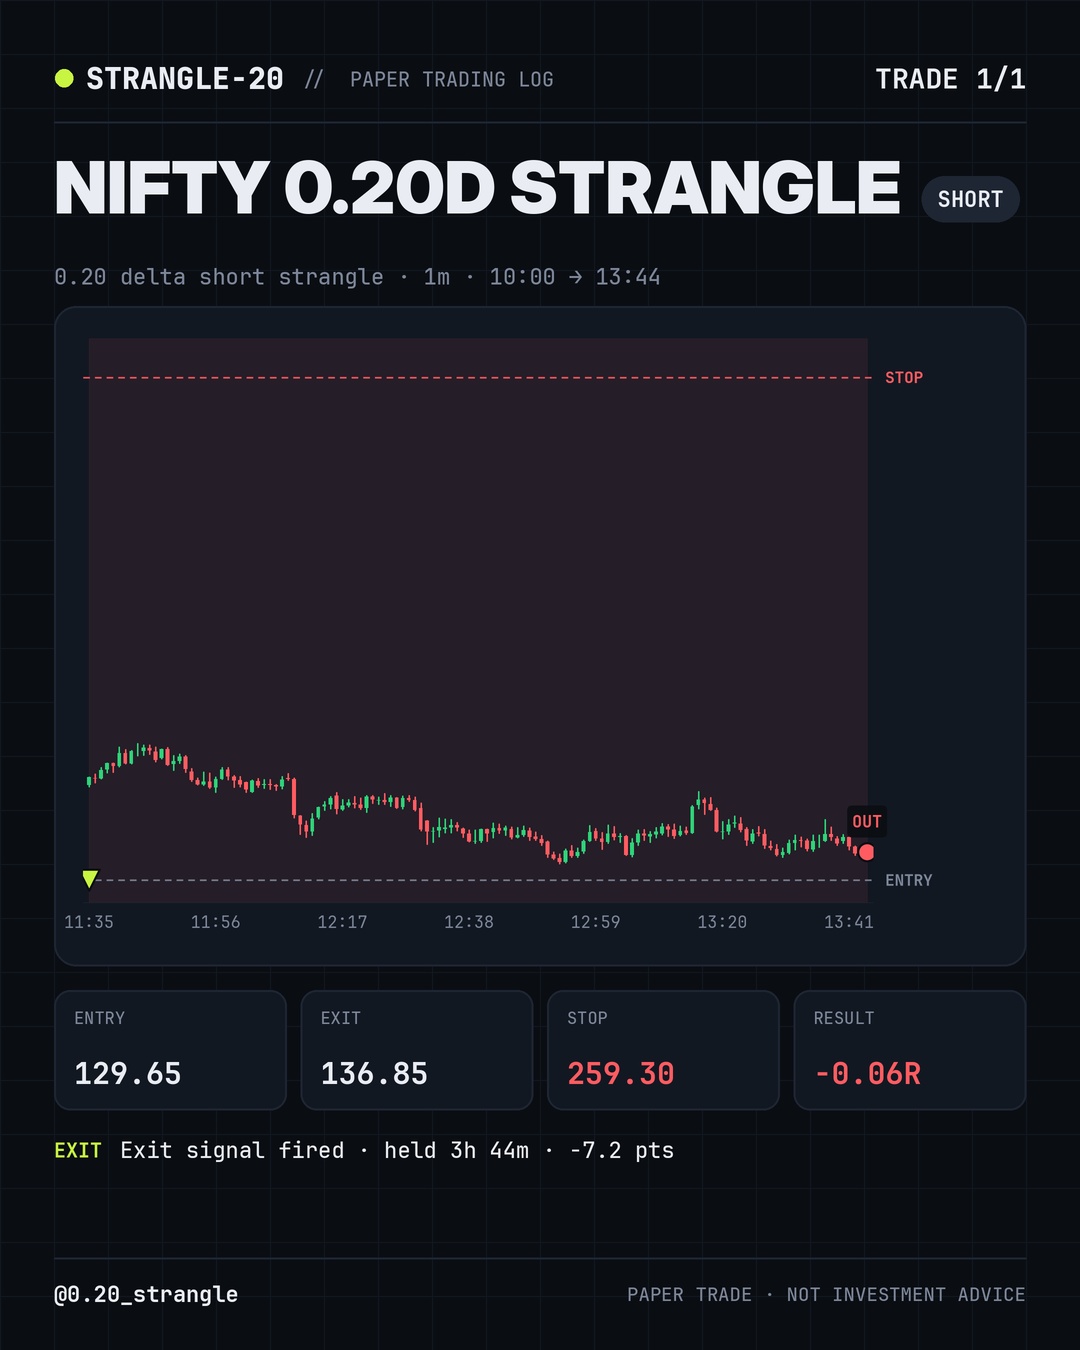 STRANGLE-20 // PAPER TRADING LOG TRADE 1/1
NIFTY 0.20D STRANGLE SHORT
0.20 delta short strangle · 1m · 10:00 → 13:44
STOP
OUT
ENTRY
11:35 11:56 12:17 12:38 12:59 13:20 13:41
ENTRY EXIT STOP RESULT
129.65 136.85 259.30 -0.06R
EXIT Exit signal fired · held 3h 44m · -7.2 pts
@0.20_strangle PAPER TRADE · NOT INVESTMENT ADVICE